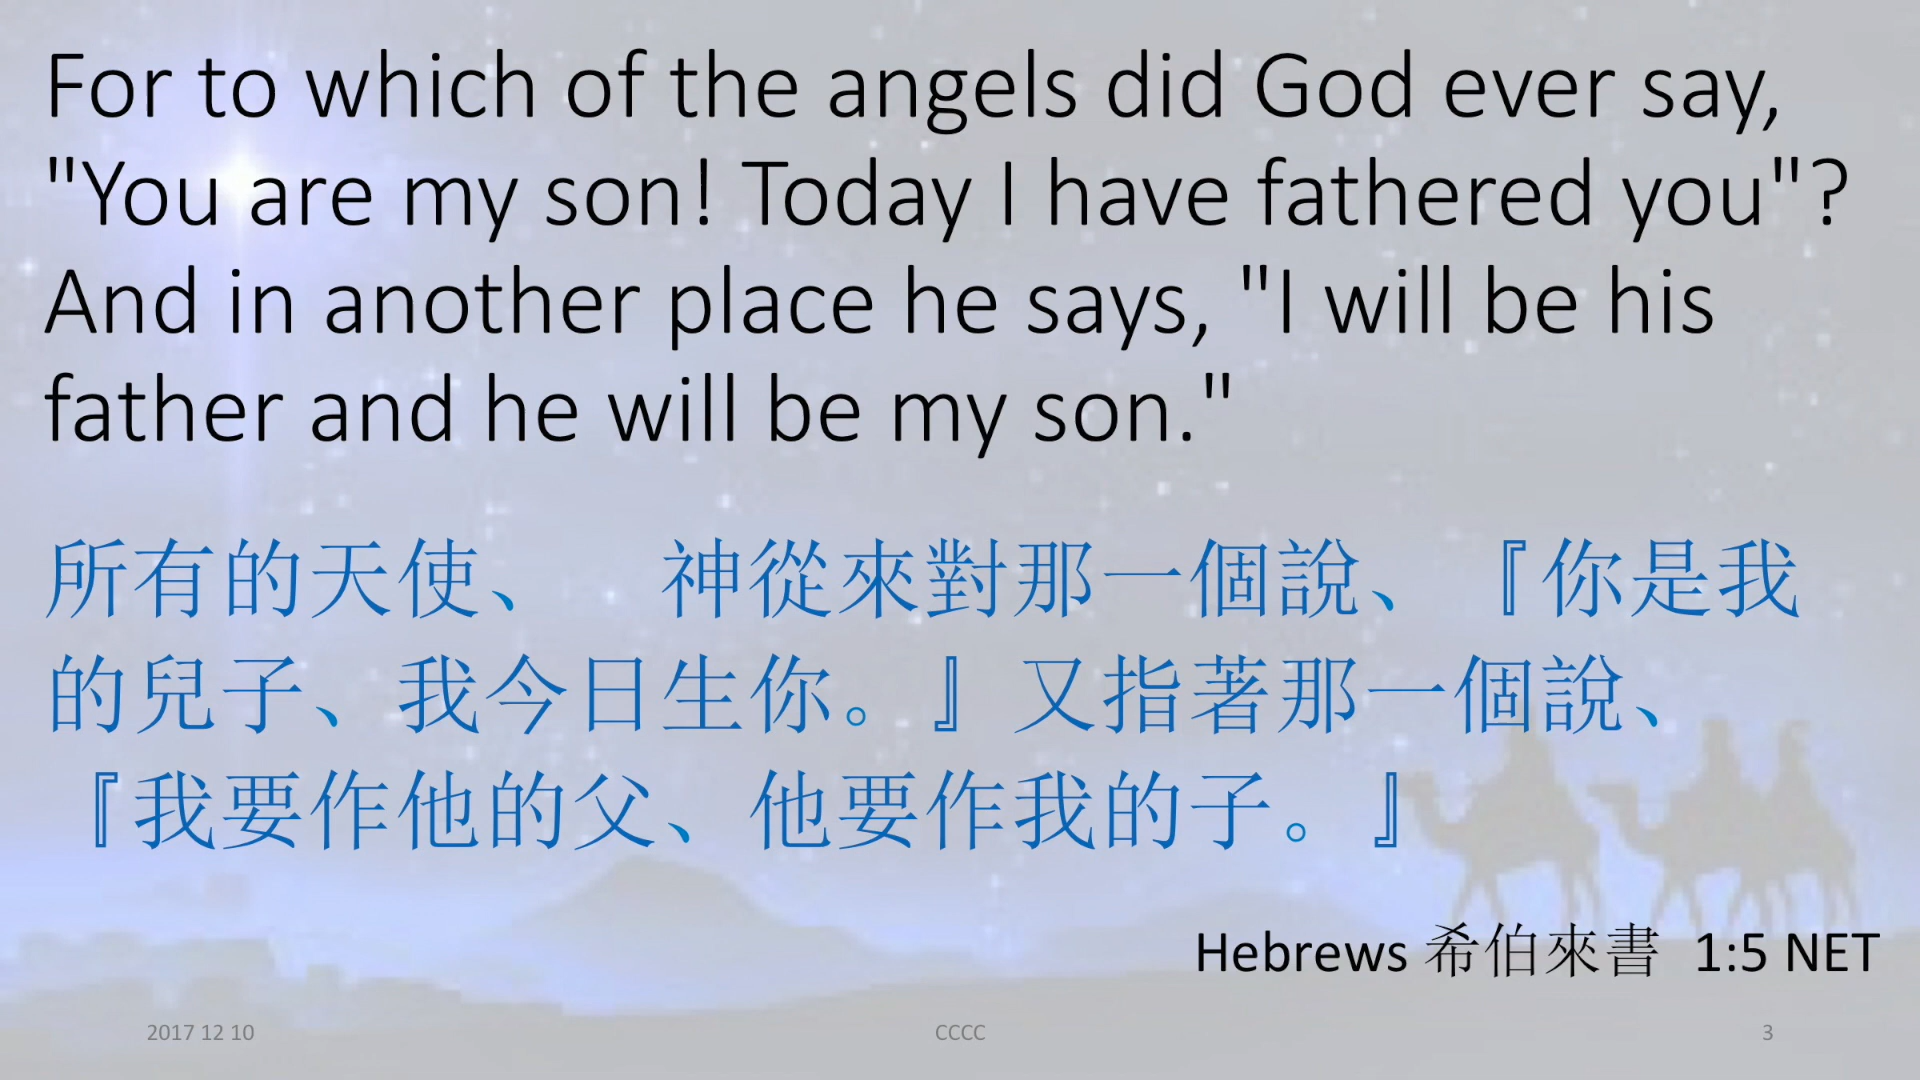 For to which of the angels did God ever say,
"You are my son! Today I have fathered you"?
And in another place he says, "I will be his
father and he will be my son."
所有的天使、　神從來對那一個說、『你是我
的兒子、我今日生你。』又指著那一個說、
『我要作他的父、他要作我的子。』
Hebrews 希伯來書 1:5 NET
2017 12 10
CCCC
3